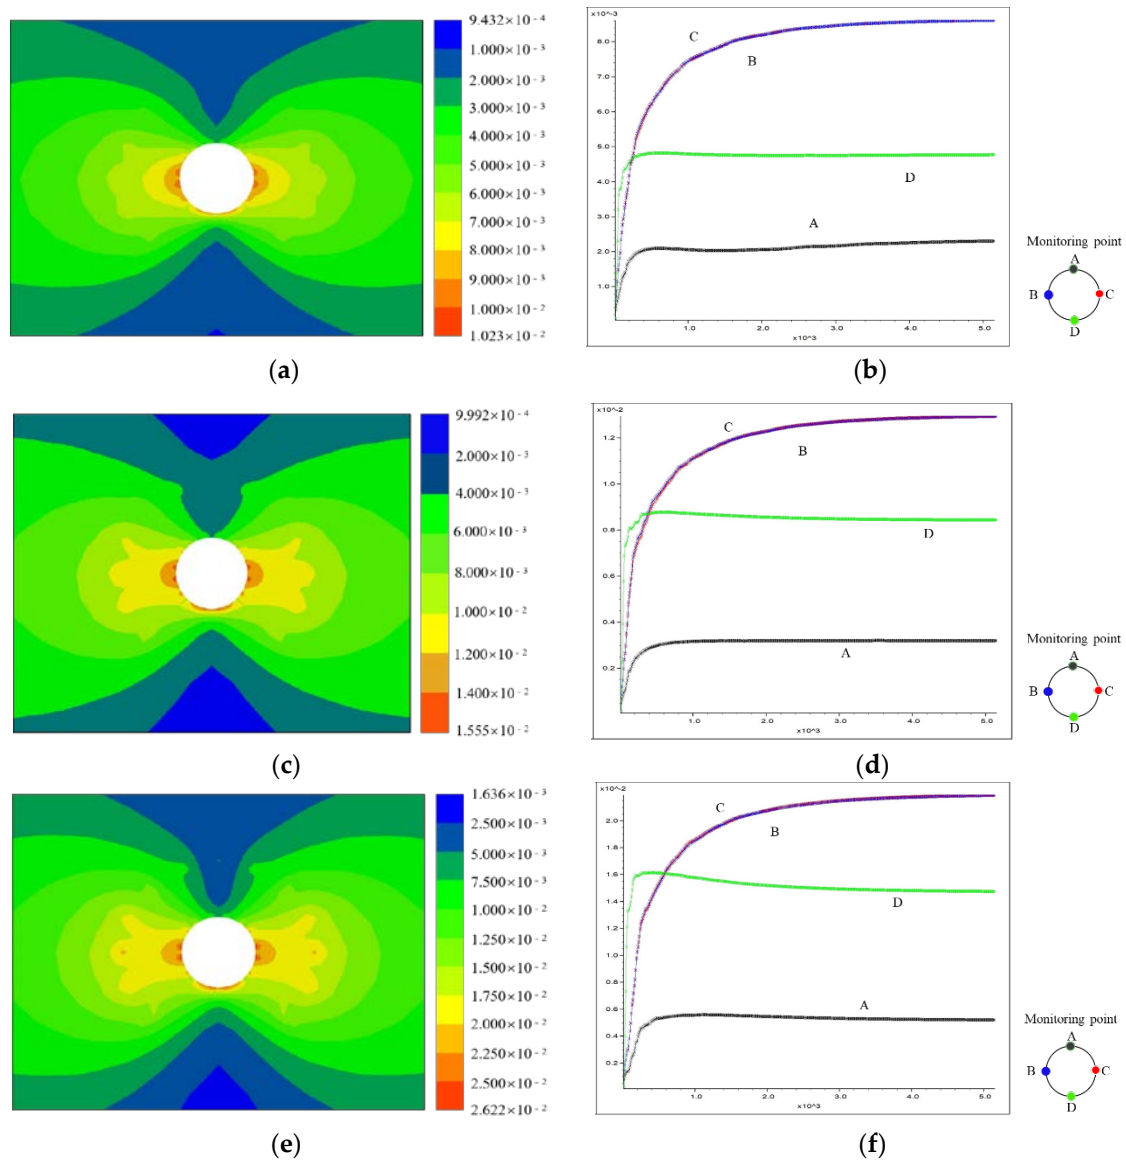 9.432×10⁻⁴
1.000×10⁻³
2.000×10⁻³
3.000×10⁻³
4.000×10⁻³
5.000×10⁻³
6.000×10⁻³
7.000×10⁻³
8.000×10⁻³
9.000×10⁻³
1.000×10⁻²
1.023×10⁻²
(a)
x10^-3
8.0
7.0
6.0
5.0
4.0
3.0
2.0
1.0
C
B
D
A
1.0 2.0 3.0 4.0 5.0
x10^3
(b)
Monitoring point
A
B C
D
9.992×10⁻⁴
2.000×10⁻³
4.000×10⁻³
6.000×10⁻³
8.000×10⁻³
1.000×10⁻²
1.200×10⁻²
1.400×10⁻²
1.555×10⁻²
(c)
x10^-2
1.2
1.0
0.8
0.6
0.4
0.2
C
B
D
A
1.0 2.0 3.0 4.0 5.0
x10^3
(d)
Monitoring point
A
B C
D
1.636×10⁻³
2.500×10⁻³
5.000×10⁻³
7.500×10⁻³
1.000×10⁻²
1.250×10⁻²
1.500×10⁻²
1.750×10⁻²
2.000×10⁻²
2.250×10⁻²
2.500×10⁻²
2.622×10⁻²
(e)
x10^-2
2.0
1.8
1.6
1.4
1.2
1.0
0.8
0.6
0.4
0.2
C
B
D
A
1.0 2.0 3.0 4.0 5.0
x10^3
(f)
Monitoring point
A
B C
D